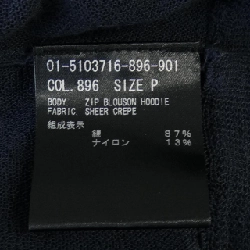 01-5103716-896-901
COL.896 SIZE P
BODY ZIP BLOUSON HOODIE
FABRIC SHEER CREPE
組成表示
綿 87%
ナイロン 13%